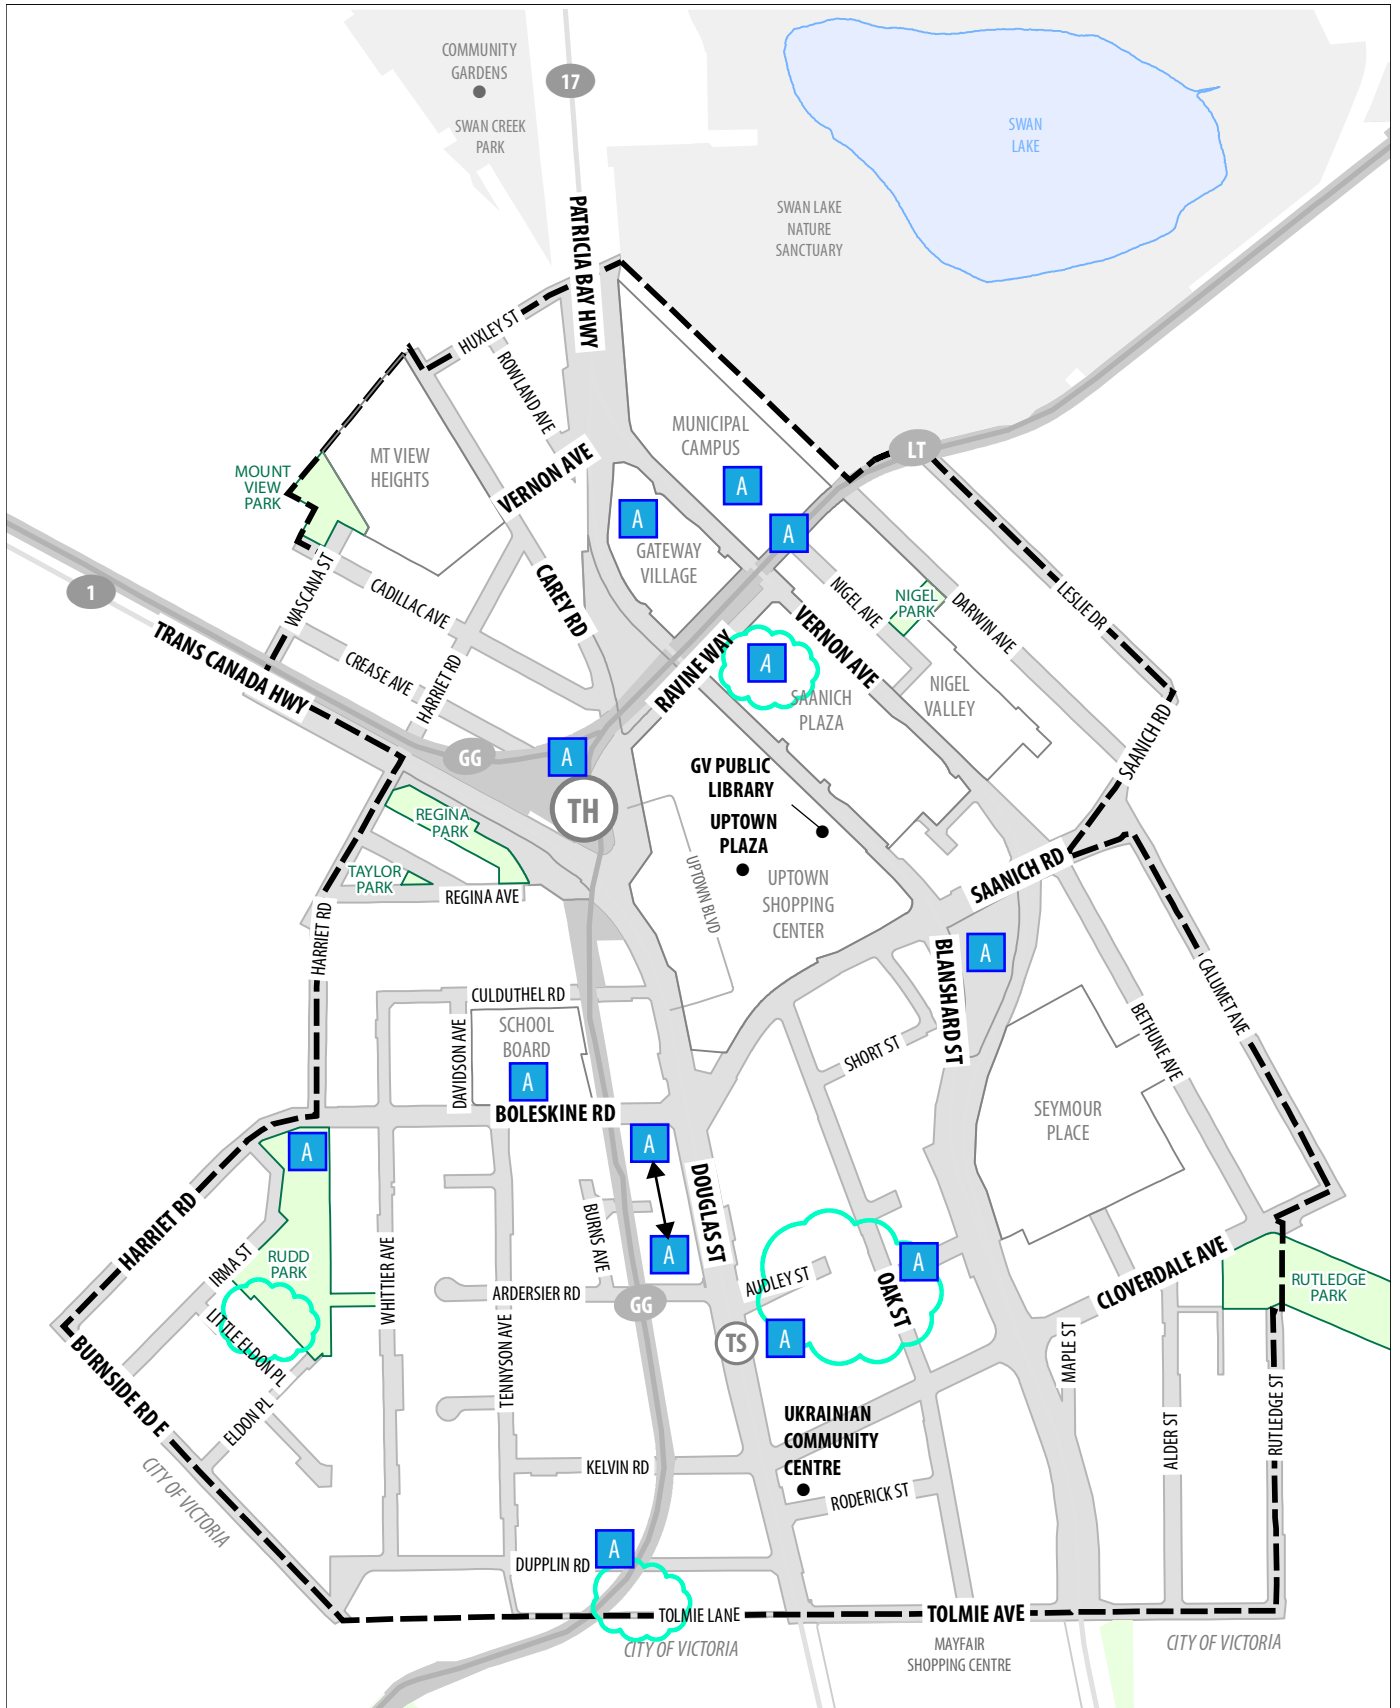 COMMUNITY
GARDENS
17
SWAN CREEK
PARK
SWAN
LAKE
PATRICIA BAY HWY
SWAN LAKE
NATURE
SANCTUARY
HUXLEY ST
ROWLAND AVE
MUNICIPAL
CAMPUS
MT VIEW
HEIGHTS
VERNON AVE
LT
MOUNT
VIEW
PARK
A
A
A
GATEWAY
VILLAGE
1
WASCANA ST
CADILLAC AVE
CAREY RD
NIGEL AVE
NIGEL
PARK
DARWIN AVE
LESLIE DR
TRANS CANADA HWY
CREASE AVE
HARRIET RD
RAVINE WAY
A
VERNON AVE
SAANICH
PLAZA
NIGEL
VALLEY
SAANICH RD
GG
A
TH
GV PUBLIC
LIBRARY
UPTOWN
PLAZA
REGINA
PARK
TAYLOR
PARK
REGINA AVE
UPTOWN BLVD
UPTOWN
SHOPPING
CENTER
SAANICH RD
HARRIET RD
BLANSHARD ST
A
CALUMET AVE
CULDUTHEL RD
DAVIDSON AVE
SCHOOL
BOARD
A
SHORT ST
BETHUNE AVE
BOLESKINE RD
SEYMOUR
PLACE
A
A
HARRIET RD
DOUGLAS ST
BURNS AVE
IRMA ST
RUDD
PARK
WHITTIER AVE
A
A
AUDLEY ST
OAK ST
CLOVERDALE AVE
RUTLEDGE
PARK
ARDERSIER RD
GG
LITTLE ELDON PL
TS
A
BURNSIDE RD E
TENNYSON AVE
MAPLE ST
ELDON PL
UKRAINIAN
COMMUNITY
CENTRE
ALDER ST
RUTLEDGE ST
CITY OF VICTORIA
KELVIN RD
RODERICK ST
A
DUPPLIN RD
TOLMIE LANE
TOLMIE AVE
CITY OF VICTORIA
MAYFAIR
SHOPPING CENTRE
CITY OF VICTORIA